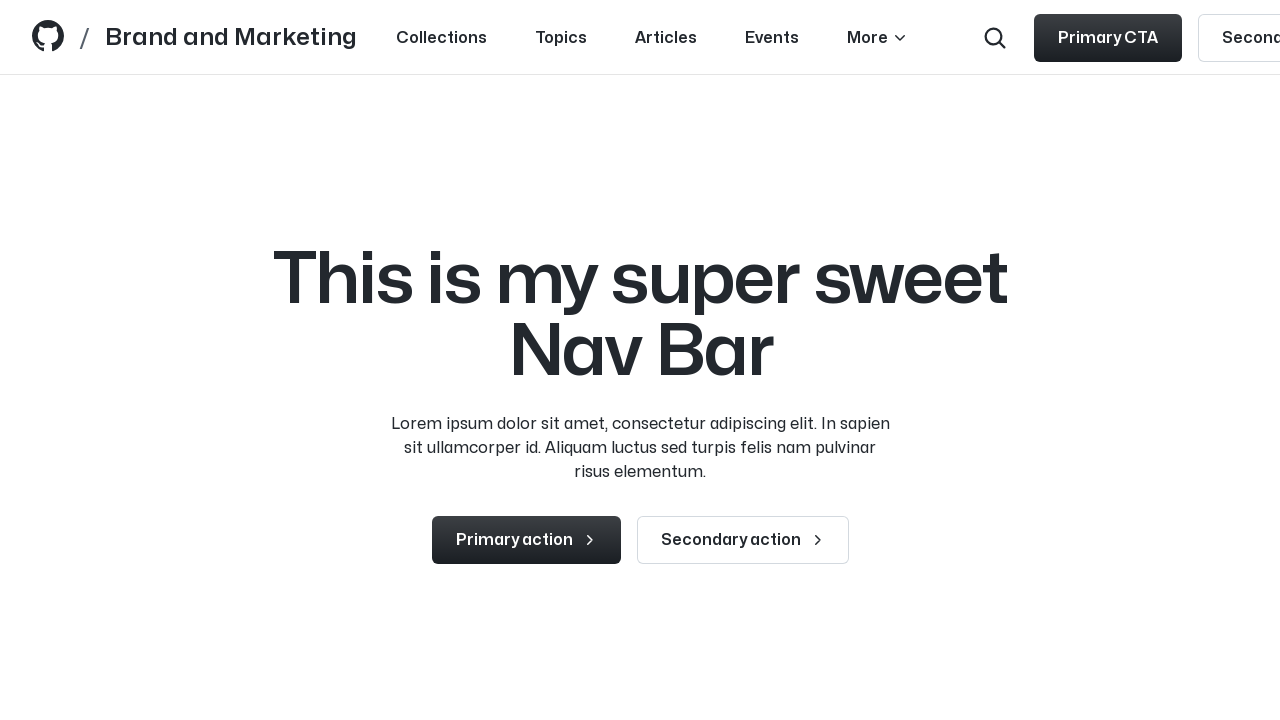 / Brand and Marketing Collections Topics Articles Events More Primary CTA Second
This is my super sweet
Nav Bar
Lorem ipsum dolor sit amet, consectetur adipiscing elit. In sapien
sit ullamcorper id. Aliquam luctus sed turpis felis nam pulvinar
risus elementum.
Primary action Secondary action